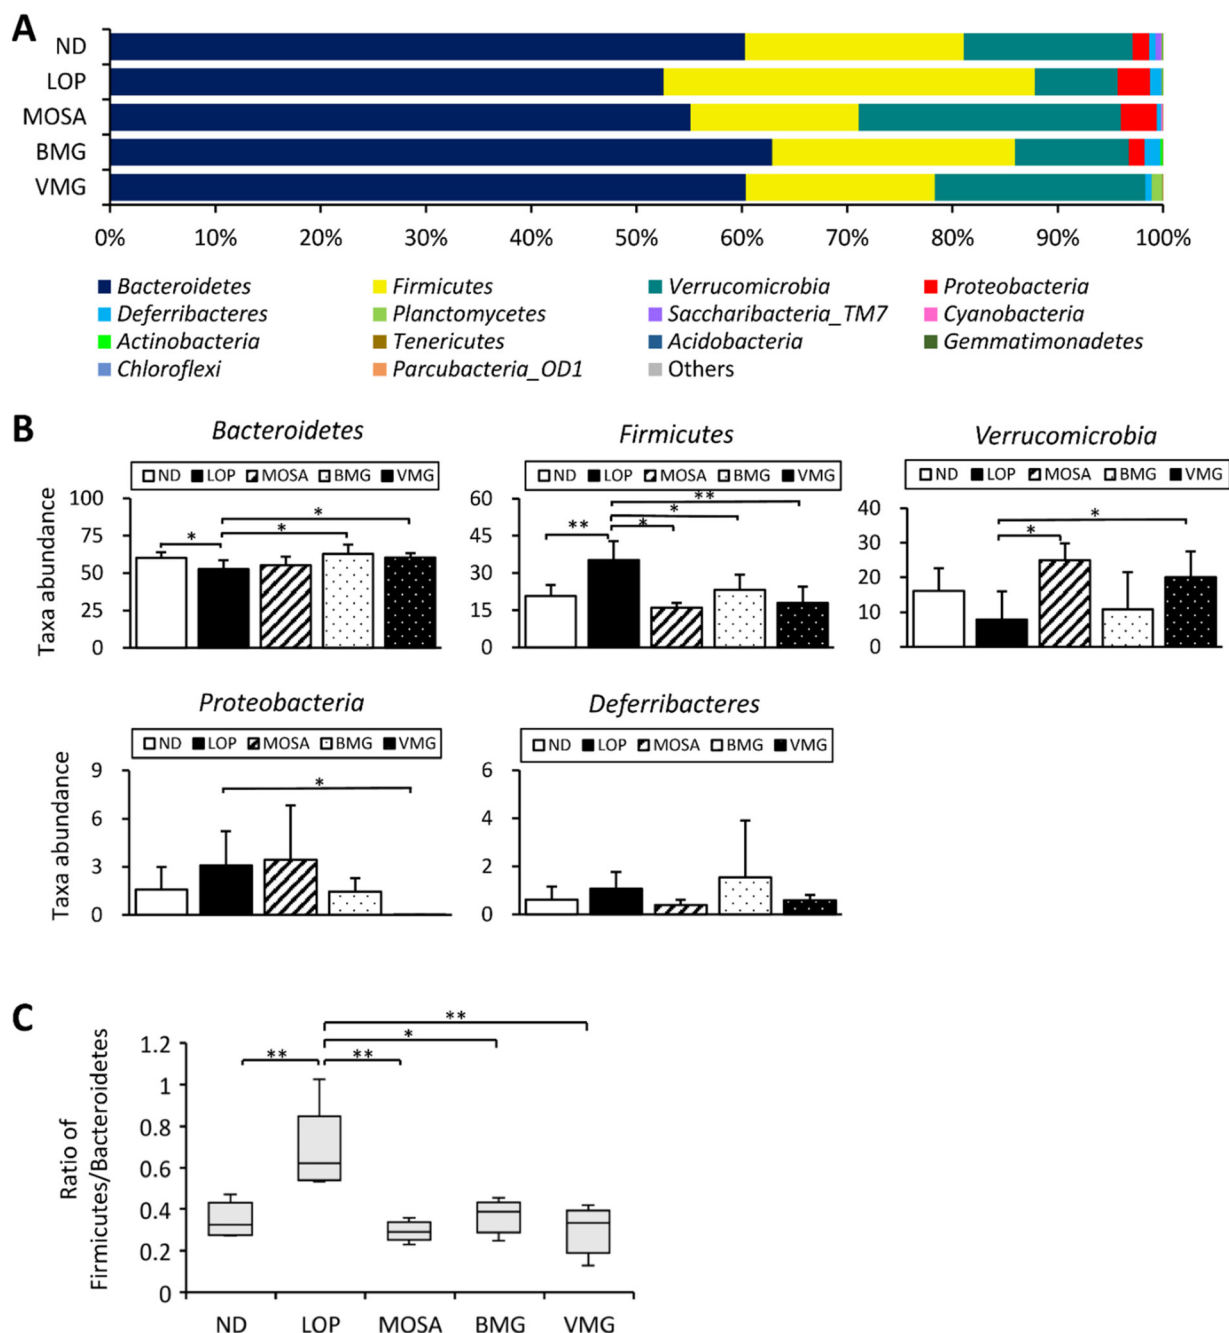 A
ND
LOP
MOSA
BMG
VMG
0% 10% 20% 30% 40% 50% 60% 70% 80% 90% 100%
Bacteroidetes Firmicutes Verrucomicrobia Proteobacteria
Deferribacteres Planctomycetes Saccharibacteria_TM7 Cyanobacteria
Actinobacteria Tenericutes Acidobacteria Gemmatimonadetes
Chloroflexi Parcubacteria_OD1 Others
B
Bacteroidetes
ND LOP MOSA BMG VMG
Taxa abundance
100
75
50
25
0
*
*
*
Firmicutes
ND LOP MOSA BMG VMG
60
45
30
15
0
**
*
**
*
Verrucomicrobia
ND LOP MOSA BMG VMG
40
30
20
10
0
*
*
Proteobacteria
ND LOP MOSA BMG VMG
Taxa abundance
9
6
3
0
*
Deferribacteres
ND LOP MOSA BMG VMG
6
4
2
0
C
Ratio of
Firmicutes/Bacteroidetes
1.2
1
0.8
0.6
0.4
0.2
0
**
*
** **
ND LOP MOSA BMG VMG